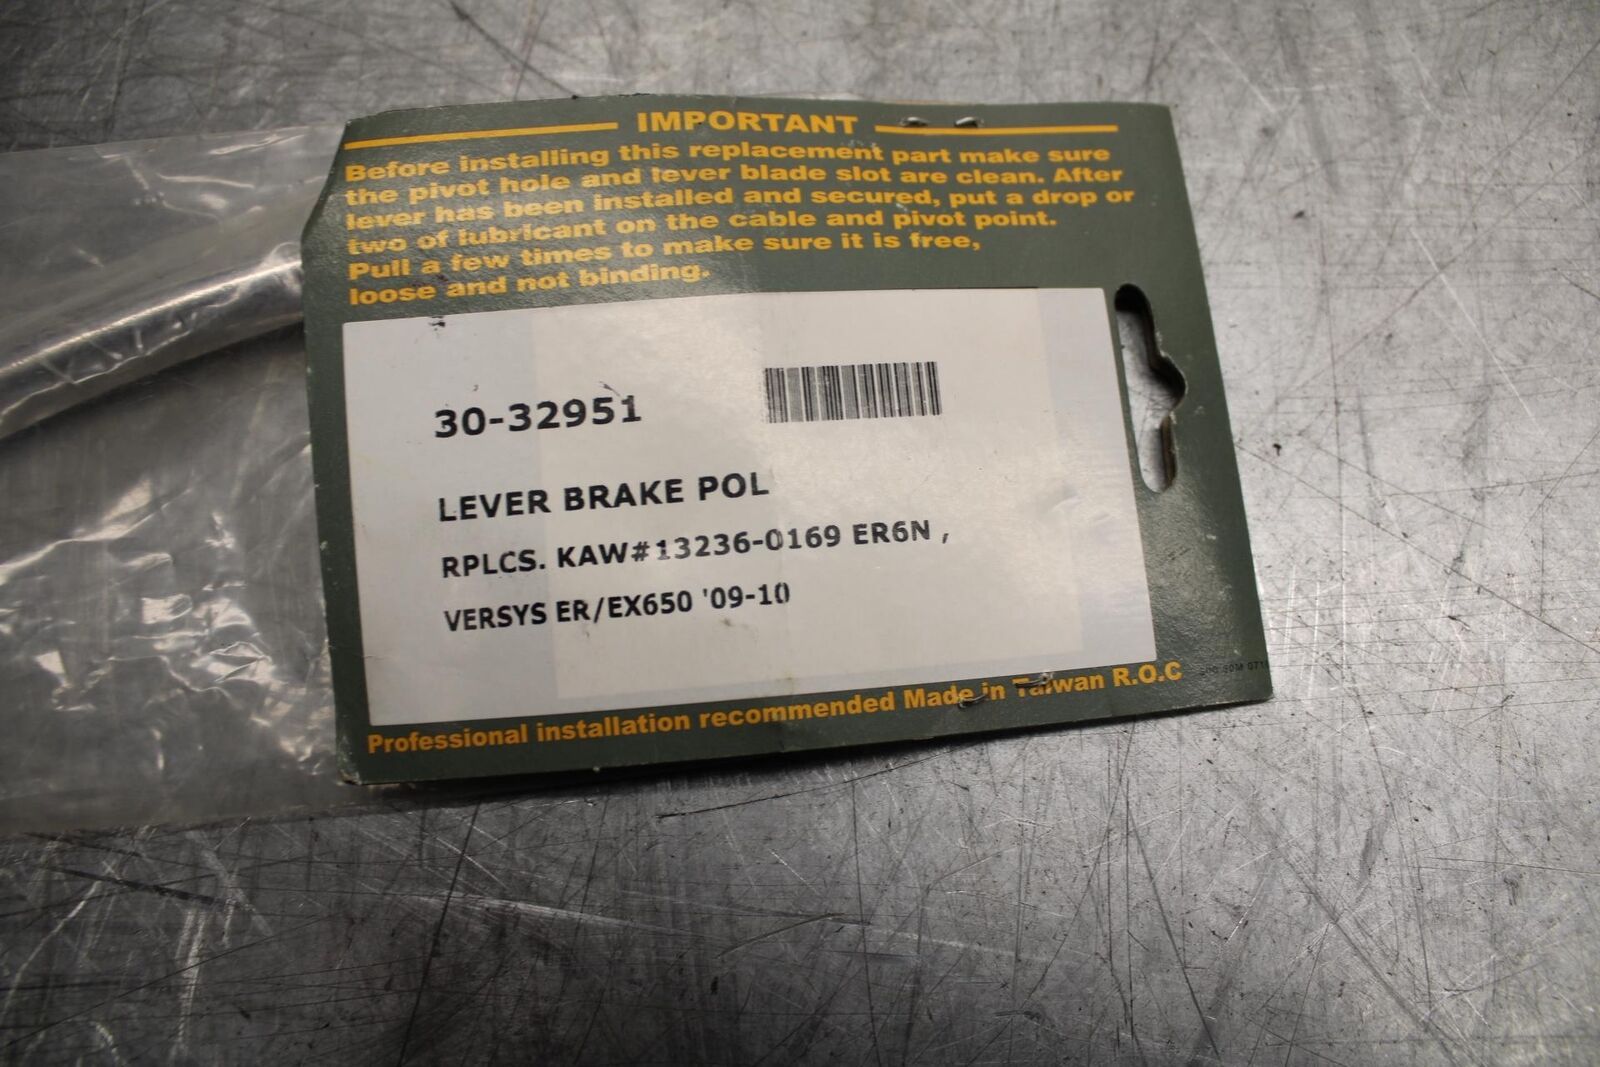 IMPORTANT
Before installing this replacement part make sure
the pivot hole and lever blade slot are clean. After
lever has been installed and secured, put a drop or
two of lubricant on the cable and pivot point.
Pull a few times to make sure it is free,
loose and not binding.
30-32951
LEVER BRAKE POL
RPLCS. KAW#13236-0169 ER6N ,
VERSYS ER/EX650 '09-10
Professional installation recommended Made in Taiwan R.O.C